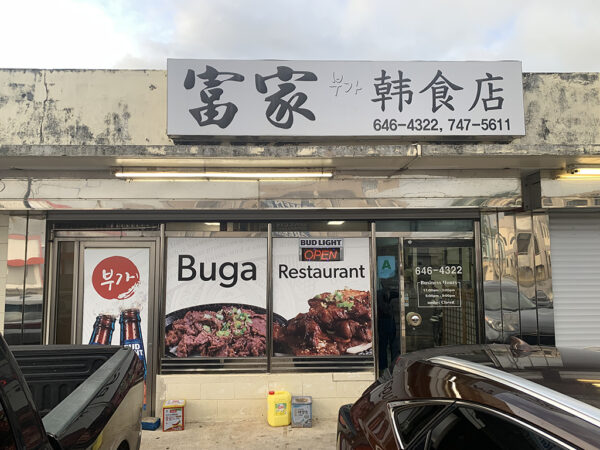 富家 부가 韩食店
646-4322, 747-5611
부가
Buga
Restaurant
BUD LIGHT
OPEN
646-4322
Business Hours